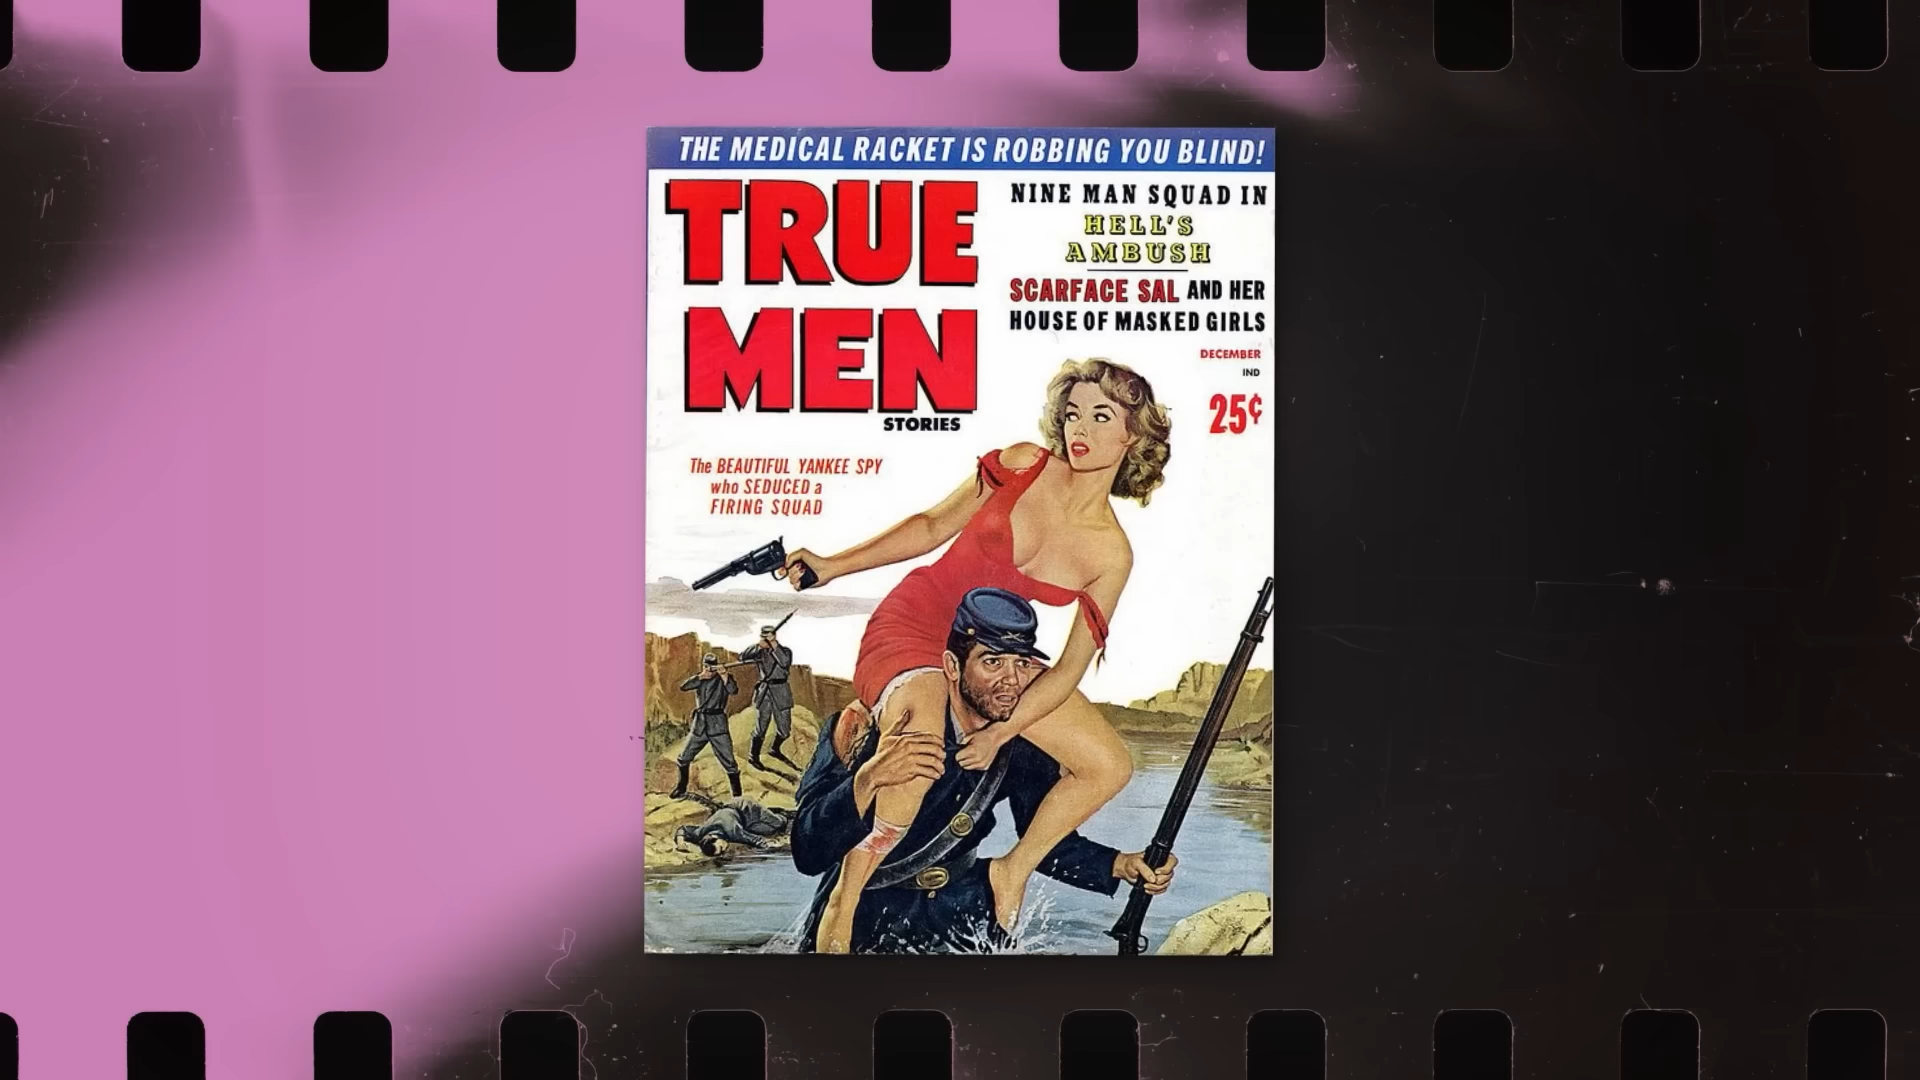 THE MEDICAL RACKET IS ROBBING YOU BLIND!
TRUE
MEN
STORIES
NINE MAN SQUAD IN
HELL'S
AMBUSH
SCARFACE SAL AND HER
HOUSE OF MASKED GIRLS
DECEMBER
IND
25¢
The BEAUTIFUL YANKEE SPY
who SEDUCED a
FIRING SQUAD